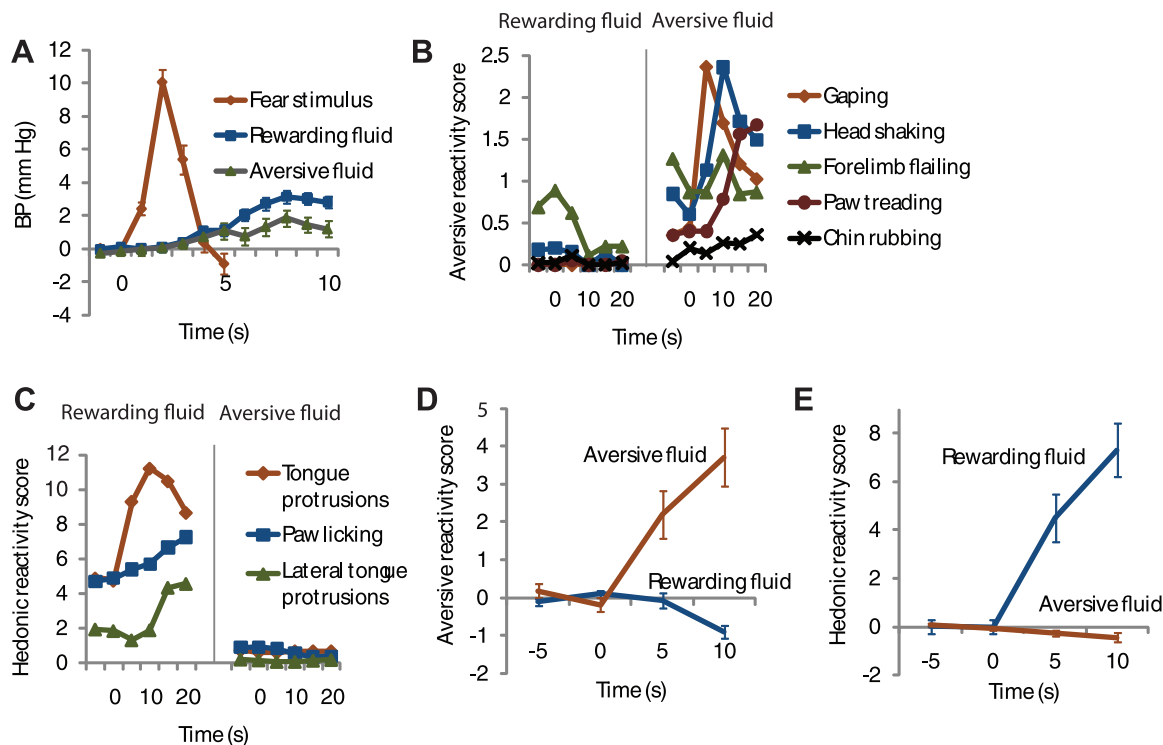 A
12
10
8
6
4
2
0
-2
-4
BP (mm Hg)
0
5
10
Time (s)
Fear stimulus
Rewarding fluid
Aversive fluid
B
Rewarding fluid
Aversive fluid
2.5
2
1.5
1
0.5
0
Aversive reactivity score
0
10
20
0
10
20
Time (s)
Gaping
Head shaking
Forelimb flailing
Paw treading
Chin rubbing
C
Rewarding fluid
Aversive fluid
12
10
8
6
4
2
0
Hedonic reactivity score
0
10
20
0
10
20
Time (s)
Tongue
protrusions
Paw licking
Lateral tongue
protrusions
D
5
4
3
2
1
0
-1
-2
Aversive reactivity score
Aversive fluid
Rewarding fluid
-5
0
5
10
Time (s)
E
8
6
4
2
0
-2
Hedonic reactivity score
Rewarding fluid
Aversive fluid
-5
0
5
10
Time (s)